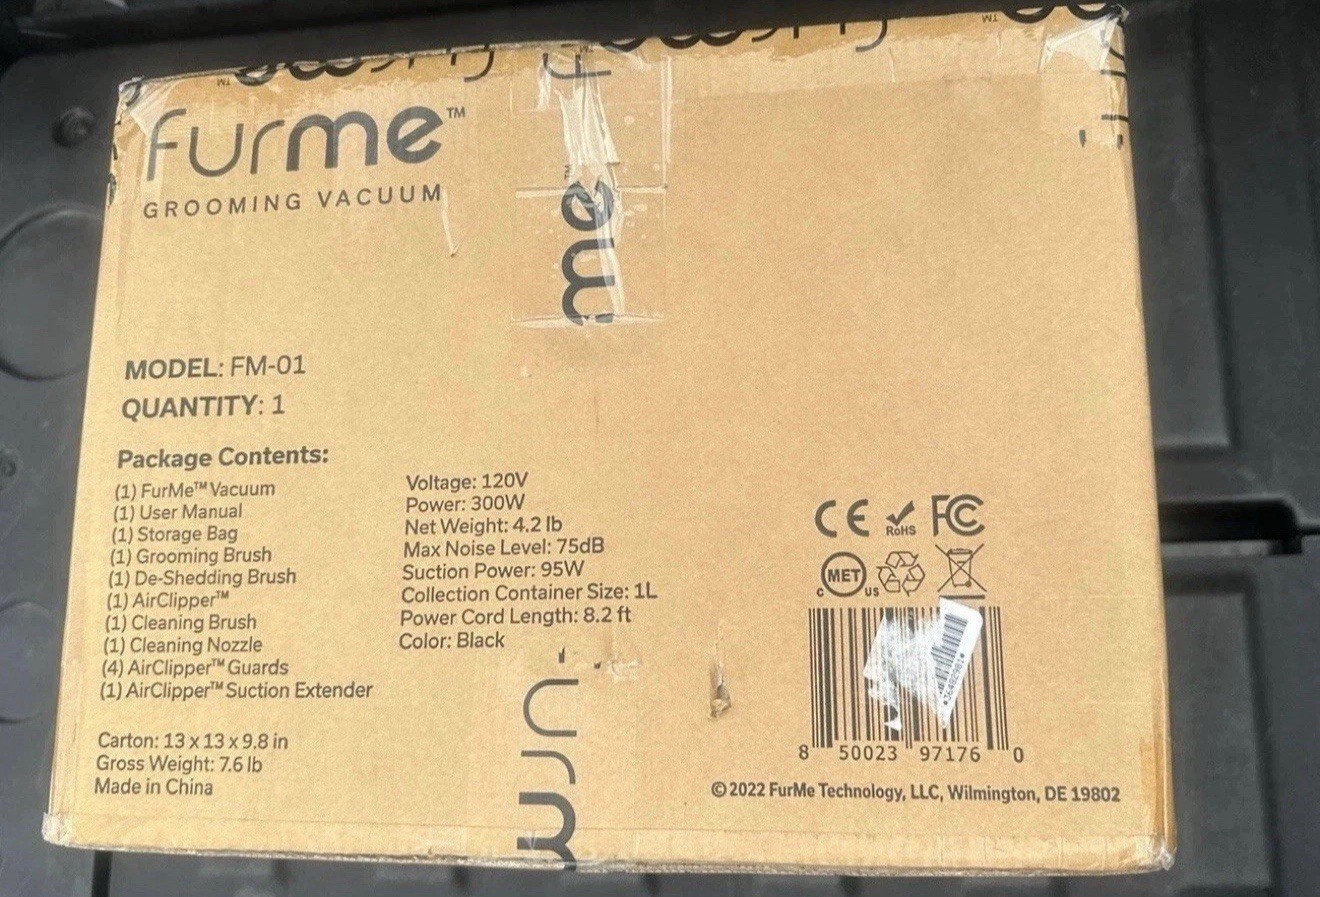 furme™
GROOMING VACUUM
me™
MODEL: FM-01
QUANTITY: 1
Package Contents:
(1) FurMe™ Vacuum
(1) User Manual
(1) Storage Bag
(1) Grooming Brush
(1) De-Shedding Brush
(1) AirClipper™
(1) Cleaning Brush
(1) Cleaning Nozzle
(4) AirClipper™ Guards
(1) AirClipper™ Suction Extender
Voltage: 120V
Power: 300W
Net Weight: 4.2 lb
Max Noise Level: 75dB
Suction Power: 95W
Collection Container Size: 1L
Power Cord Length: 8.2 ft
Color: Black
Carton: 13 x 13 x 9.8 in
Gross Weight: 7.6 lb
Made in China
CE RoHS FC
c MET us
8 50023 97176 0
©2022 FurMe Technology, LLC, Wilmington, DE 19802
urm